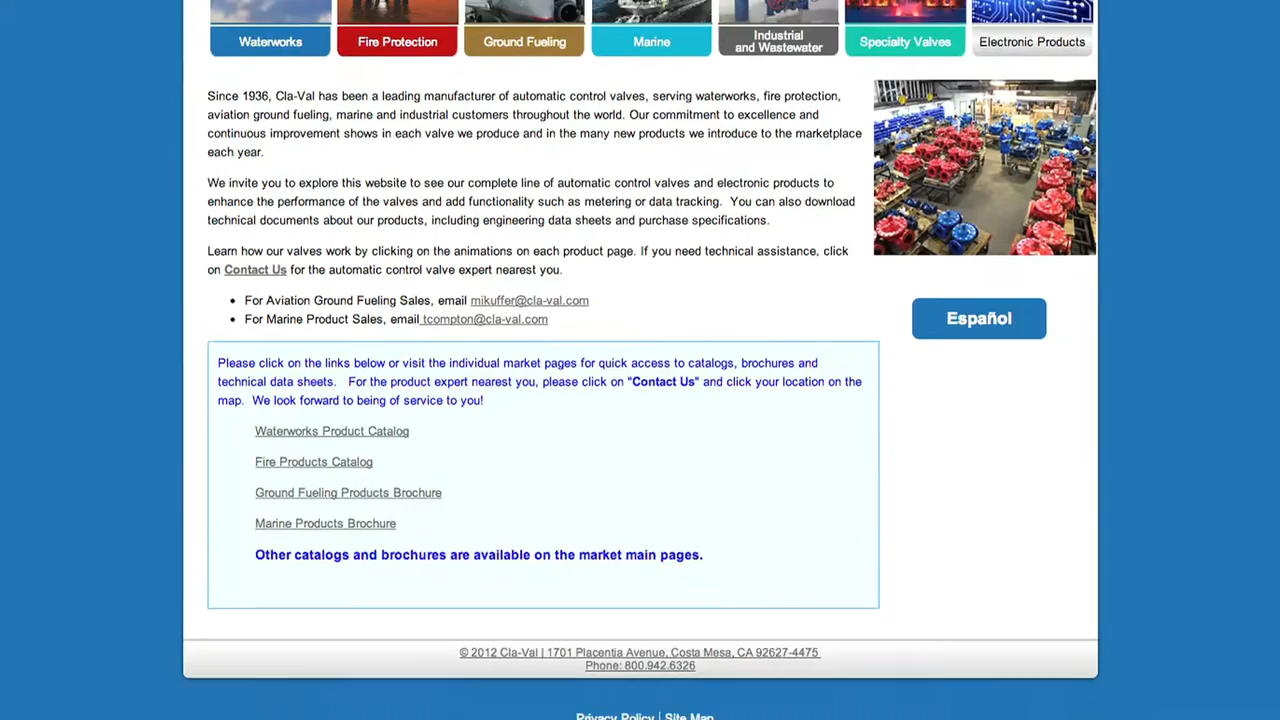 Waterworks
Fire Protection
Ground Fueling
Marine
Industrial
and Wastewater
Specialty Valves
Electronic Products
Since 1936, Cla-Val has been a leading manufacturer of automatic control valves, serving waterworks, fire protection,
aviation ground fueling, marine and industrial customers throughout the world. Our commitment to excellence and
continuous improvement shows in each valve we produce and in the many new products we introduce to the marketplace
each year.
We invite you to explore this website to see our complete line of automatic control valves and electronic products to
enhance the performance of the valves and add functionality such as metering or data tracking. You can also download
technical documents about our products, including engineering data sheets and purchase specifications.
Learn how our valves work by clicking on the animations on each product page. If you need technical assistance, click
on Contact Us for the automatic control valve expert nearest you.
• For Aviation Ground Fueling Sales, email mikuffer@cla-val.com
• For Marine Product Sales, email tcompton@cla-val.com
Español
Please click on the links below or visit the individual market pages for quick access to catalogs, brochures and
technical data sheets. For the product expert nearest you, please click on "Contact Us" and click your location on the
map. We look forward to being of service to you!
Waterworks Product Catalog
Fire Products Catalog
Ground Fueling Products Brochure
Marine Products Brochure
Other catalogs and brochures are available on the market main pages.
© 2012 Cla-Val | 1701 Placentia Avenue, Costa Mesa, CA 92627-4475
Phone: 800.942.6326
Privacy Policy | Site Map